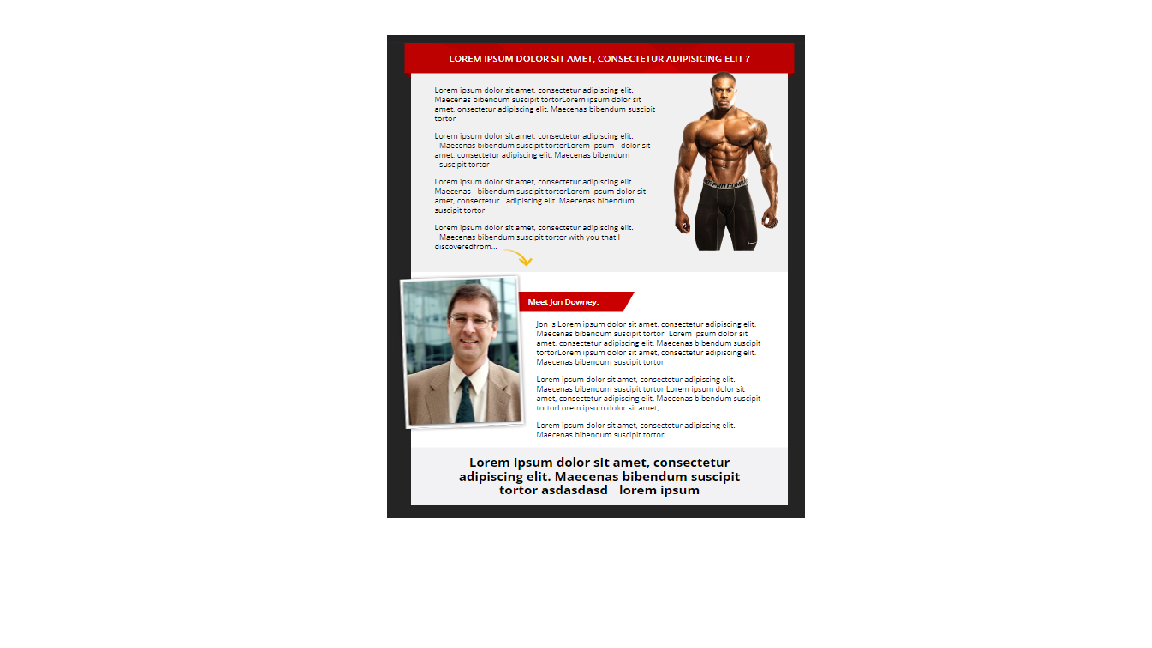 LOREM IPSUM DOLOR SIT AMET, CONSECTETUR ADIPISICING ELIT ?
Lorem ipsum dolor sit amet, consectetur adipiscing elit.
Maecenas bibendum suscipit tortorLorem ipsum dolor sit
amet, onsectetur adipiscing elit. Maecenas bibendum suscipit
tortor
Lorem ipsum dolor sit amet, consectetur adipiscing elit.
Maecenas bibendum suscipit tortorLorem ipsum dolor sit
amet, consectetur adipiscing elit. Maecenas bibendum
suscipit tortor
Lorem ipsum dolor sit amet, consectetur adipiscing elit.
Maecenas bibendum suscipit tortorLorem ipsum dolor sit
amet, consectetur adipiscing elit. Maecenas bibendum
suscipit tortor
Lorem ipsum dolor sit amet, consectetur adipiscing elit.
Maecenas bibendum suscipit tortor with you that I
discoveredfrom...
Meet Jon Downey.
Jon is Lorem ipsum dolor sit amet, consectetur adipiscing elit.
Maecenas bibendum suscipit tortor Lorem ipsum dolor sit
amet, consectetur adipiscing elit. Maecenas bibendum suscipit
tortorLorem ipsum dolor sit amet, consectetur adipiscing elit.
Maecenas bibendum suscipit tortor
Lorem ipsum dolor sit amet, consectetur adipiscing elit.
Maecenas bibendum suscipit tortor Lorem ipsum dolor sit
amet, consectetur adipiscing elit. Maecenas bibendum suscipit
tortorLorem ipsum dolor sit amet,
Lorem ipsum dolor sit amet, consectetur adipiscing elit.
Maecenas bibendum suscipit tortor
Lorem ipsum dolor sit amet, consectetur
adipiscing elit. Maecenas bibendum suscipit
tortor asdasdasd lorem ipsum